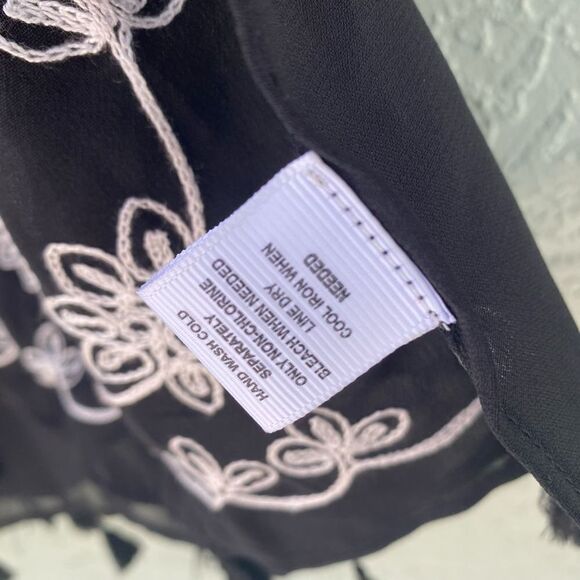 HAND WASH COLD
SEPARATELY
ONLY NON-CHLORINE
BLEACH WHEN NEEDED
LINE DRY
COOL IRON WHEN
NEEDED